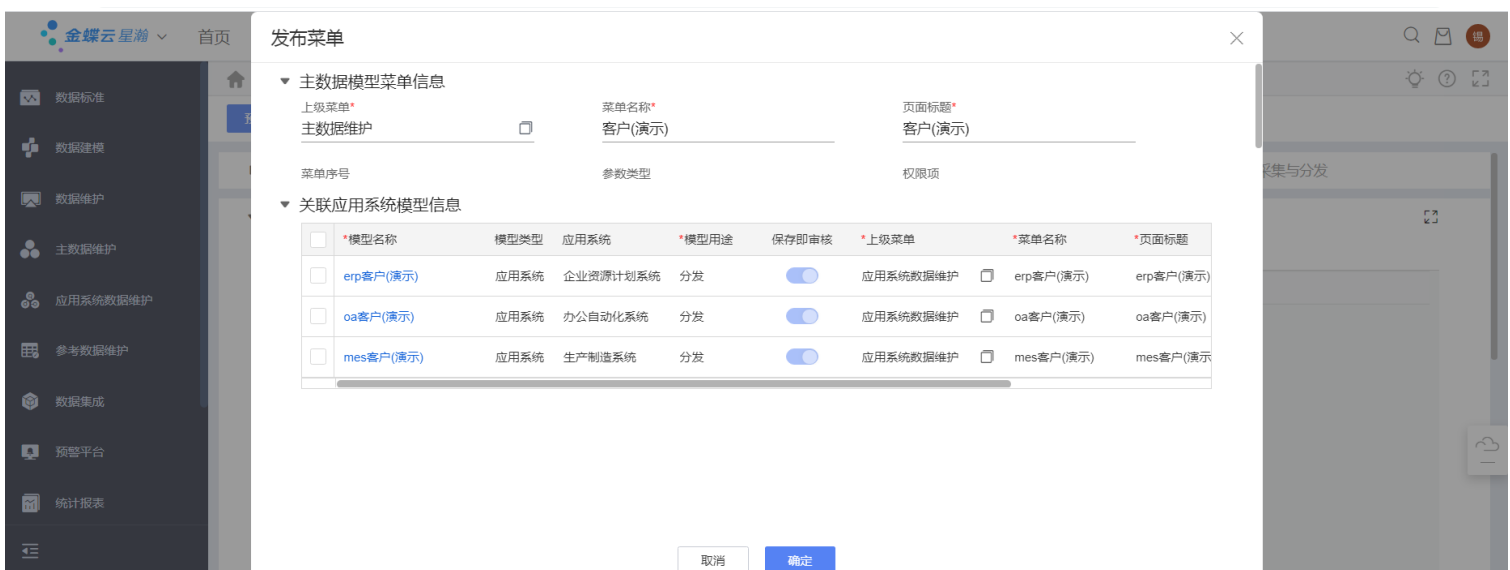 金蝶云星瀚 首页 发布菜单 锡
主数据模型菜单信息
数据标准
上级菜单* 菜单名称* 页面标题*
主数据维护 客户(演示) 客户(演示)
数据建模
菜单序号 参数类型 权限项 采集与分发
数据维护
关联应用系统模型信息
*模型名称 模型类型 应用系统 *模型用途 保存即审核 *上级菜单 *菜单名称 *页面标题
主数据维护
erp客户(演示) 应用系统 企业资源计划系统 分发 应用系统数据维护 erp客户(演示) erp客户(演示)
应用系统数据维护
oa客户(演示) 应用系统 办公自动化系统 分发 应用系统数据维护 oa客户(演示) oa客户(演示)
参考数据维护
mes客户(演示) 应用系统 生产制造系统 分发 应用系统数据维护 mes客户(演示) mes客户(演示
数据集成
预警平台
统计报表
取消 确定